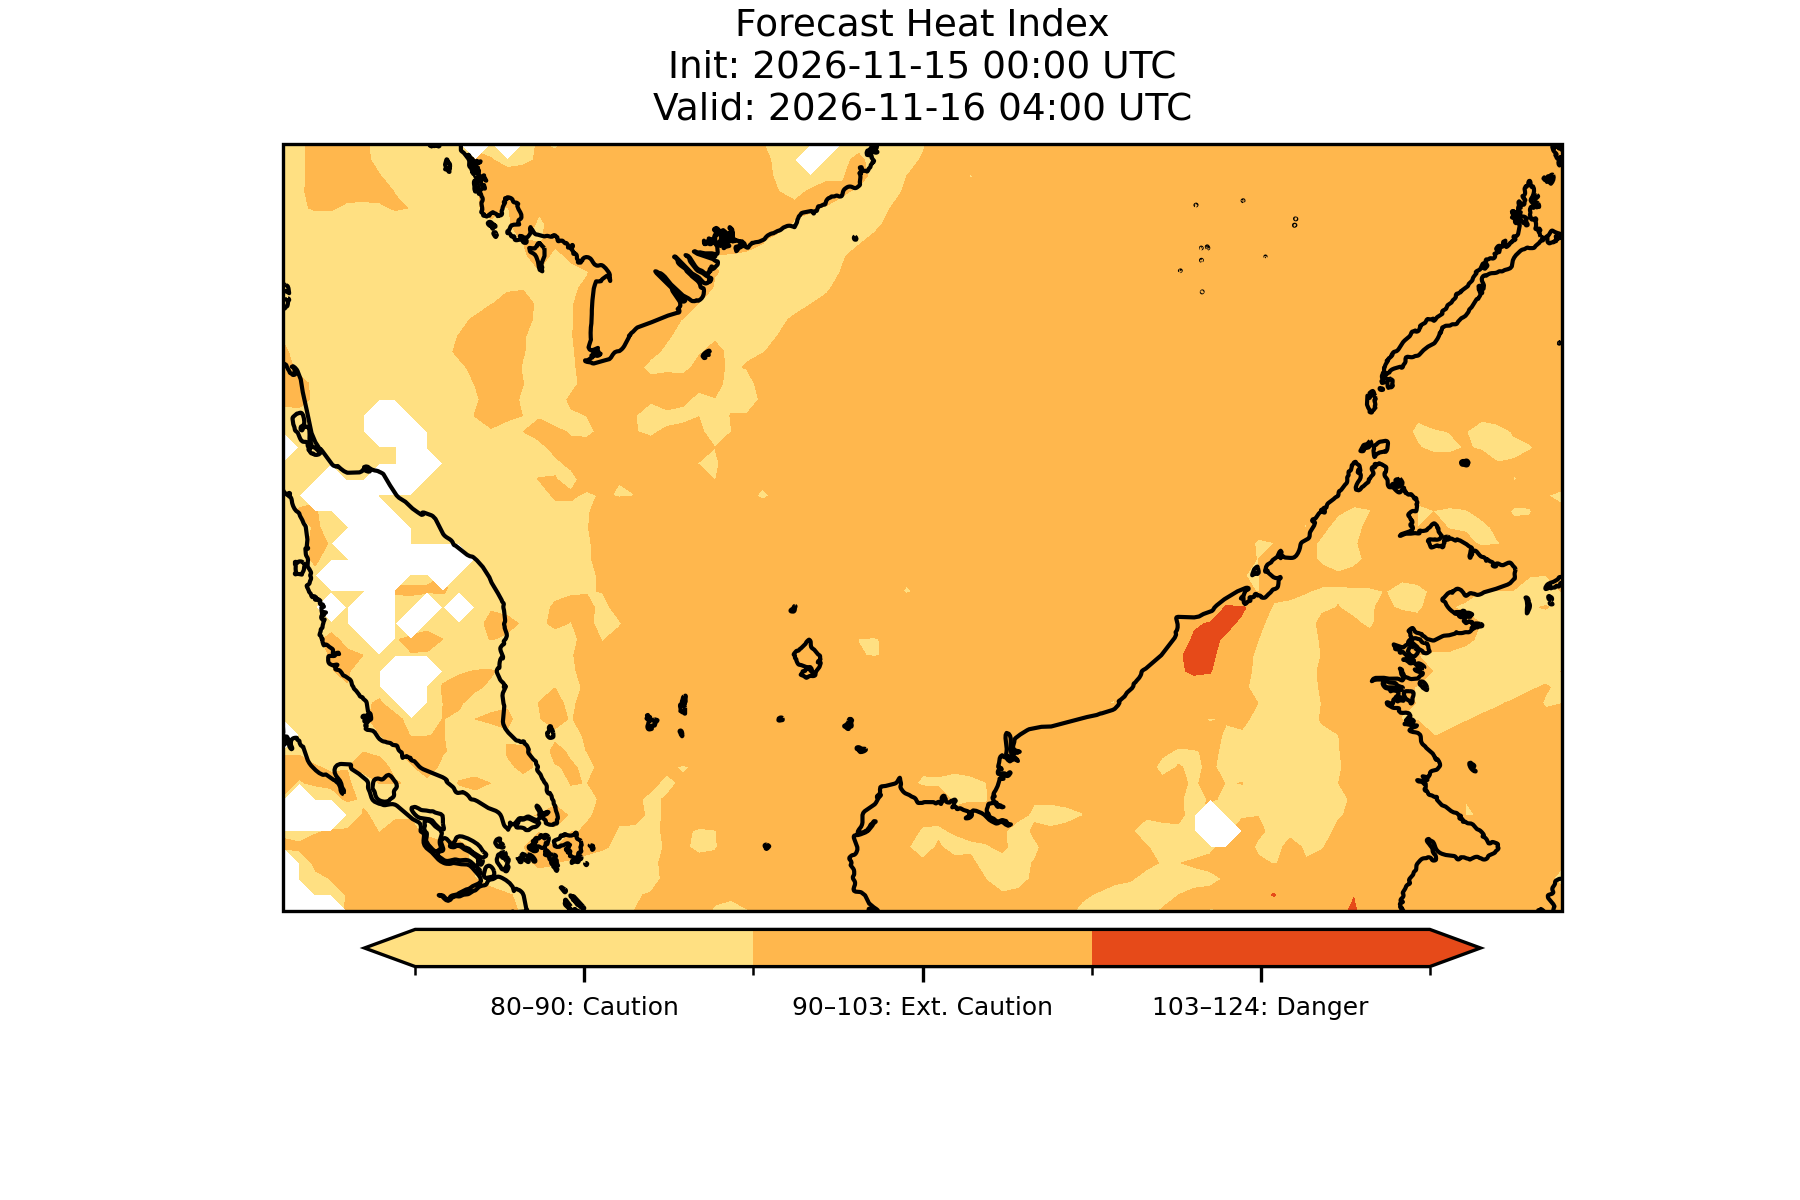 Forecast Heat Index
Init: 2026-11-15 00:00 UTC
Valid: 2026-11-16 04:00 UTC
80–90: Caution
90–103: Ext. Caution
103–124: Danger